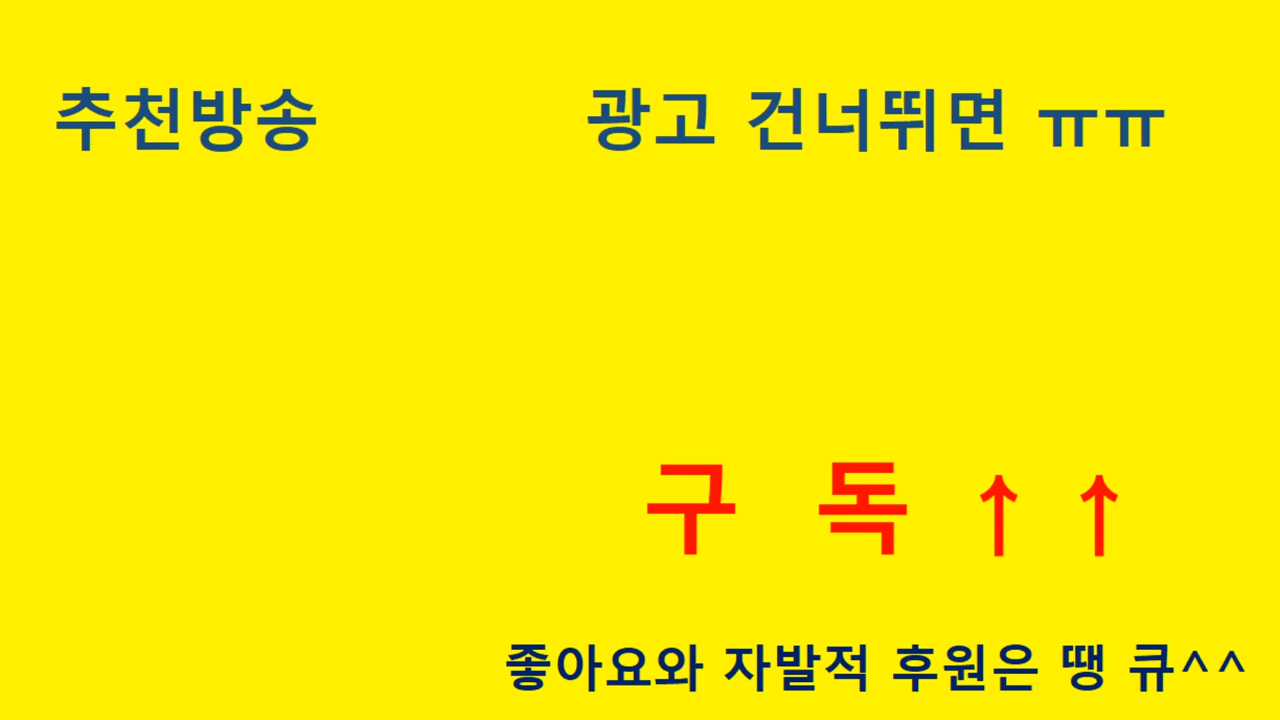 추천방송
광고 건너뛰면 ㅠㅠ
구 독 ↑ ↑
좋아요와 자발적 후원은 땡 큐^^